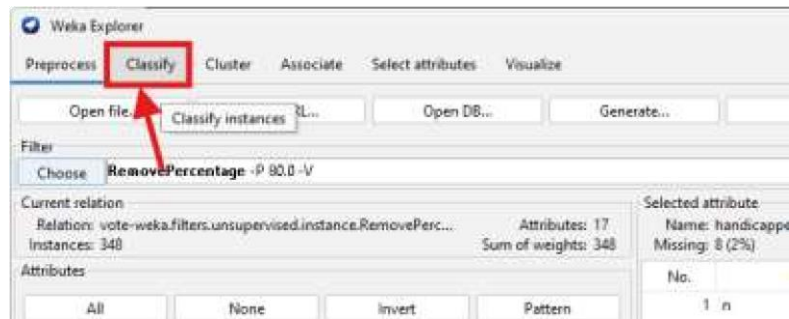 Weka Explorer
Preprocess Classify Cluster Associate Select attributes Visualize
Open file... RL... Open DB... Generate...
Classify instances
Filter
Choose RemovePercentage -P 80.0 -V
Current relation
Relation: vote-weka.filters.unsupervised.instance.RemovePerc... Attributes: 17
Instances: 348 Sum of weights: 348
Selected attribute
Name: handicappe
Missing: 8 (2%)
Attributes
All None Invert Pattern
No.
1 n